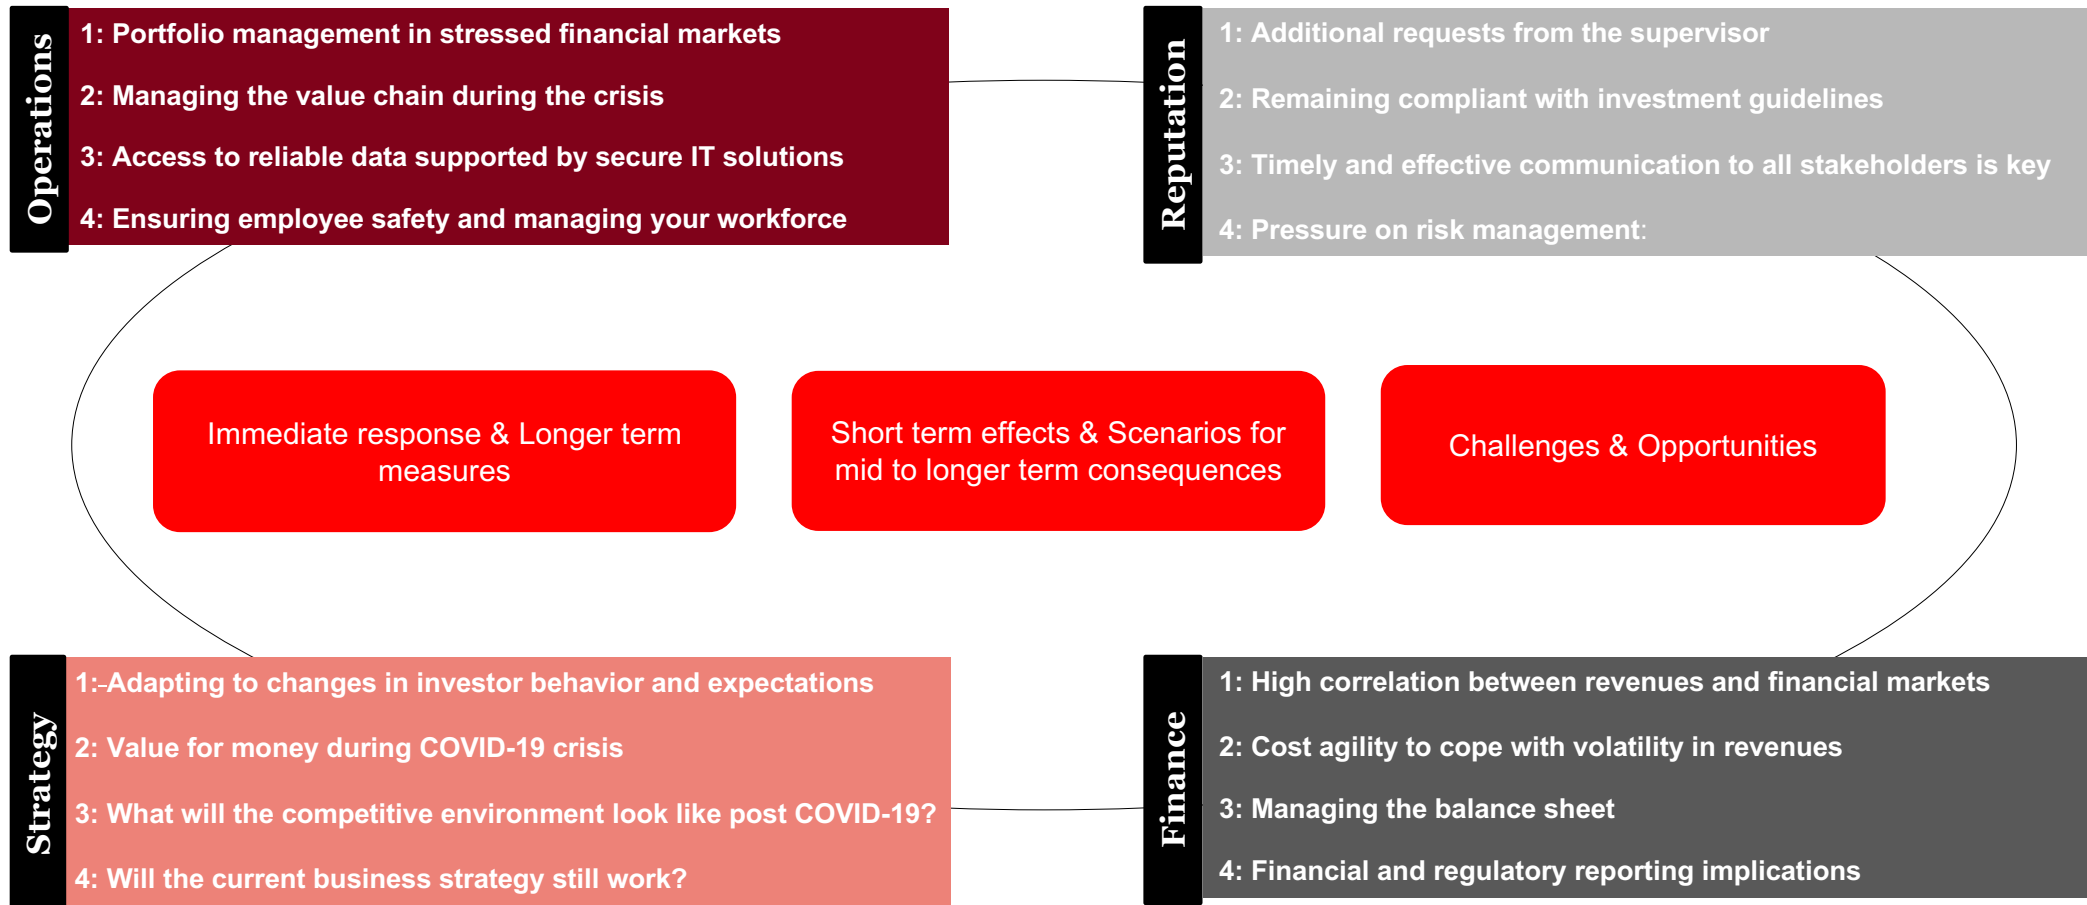 Operations
1: Portfolio management in stressed financial markets
2: Managing the value chain during the crisis
3: Access to reliable data supported by secure IT solutions
4: Ensuring employee safety and managing your workforce
Reputation
1: Additional requests from the supervisor
2: Remaining compliant with investment guidelines
3: Timely and effective communication to all stakeholders is key
4: Pressure on risk management:
Immediate response & Longer term
measures
Short term effects & Scenarios for
mid to longer term consequences
Challenges & Opportunities
Strategy
1:-Adapting to changes in investor behavior and expectations
2: Value for money during COVID-19 crisis
3: What will the competitive environment look like post COVID-19?
4: Will the current business strategy still work?
Finance
1: High correlation between revenues and financial markets
2: Cost agility to cope with volatility in revenues
3: Managing the balance sheet
4: Financial and regulatory reporting implications